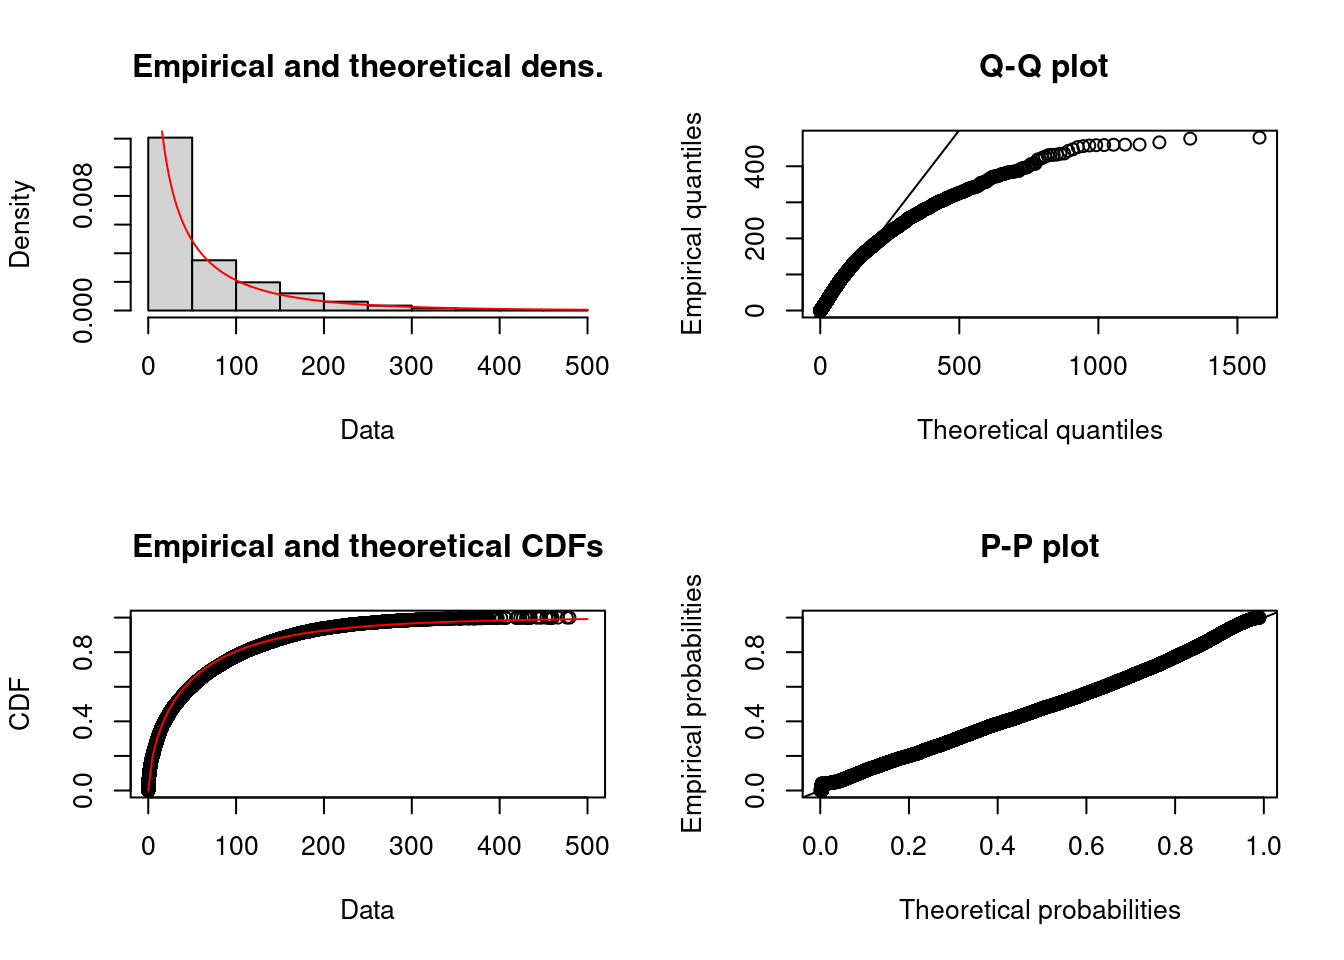 Empirical and theoretical dens.
Density
0.000
0.008
0 100 200 300 400 500
Data
Q-Q plot
Empirical quantiles
0 200 400
0 500 1000 1500
Theoretical quantiles
Empirical and theoretical CDFs
CDF
0.0 0.4 0.8
0 100 200 300 400 500
Data
P-P plot
Empirical probabilities
0.0 0.4 0.8
0.0 0.2 0.4 0.6 0.8 1.0
Theoretical probabilities